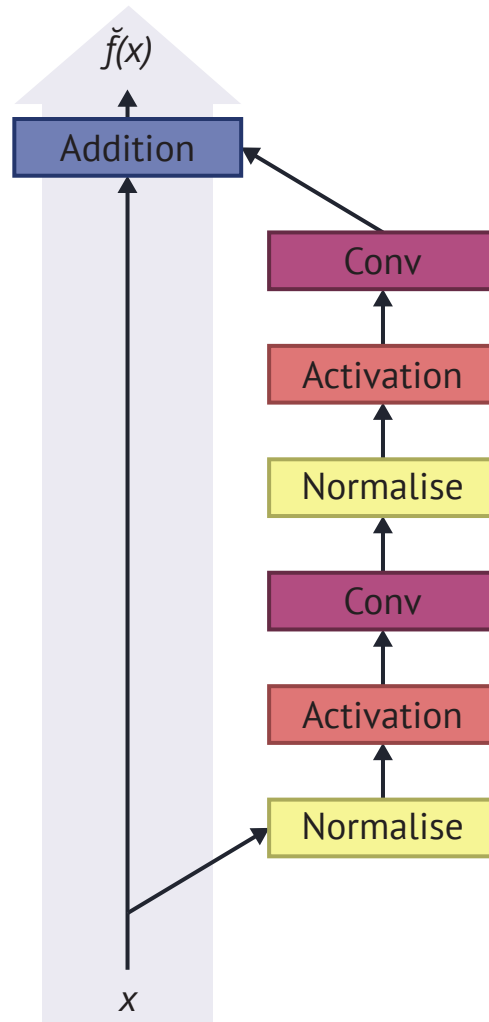 f̆(x)
Addition
Conv
Activation
Normalise
Conv
Activation
Normalise
x